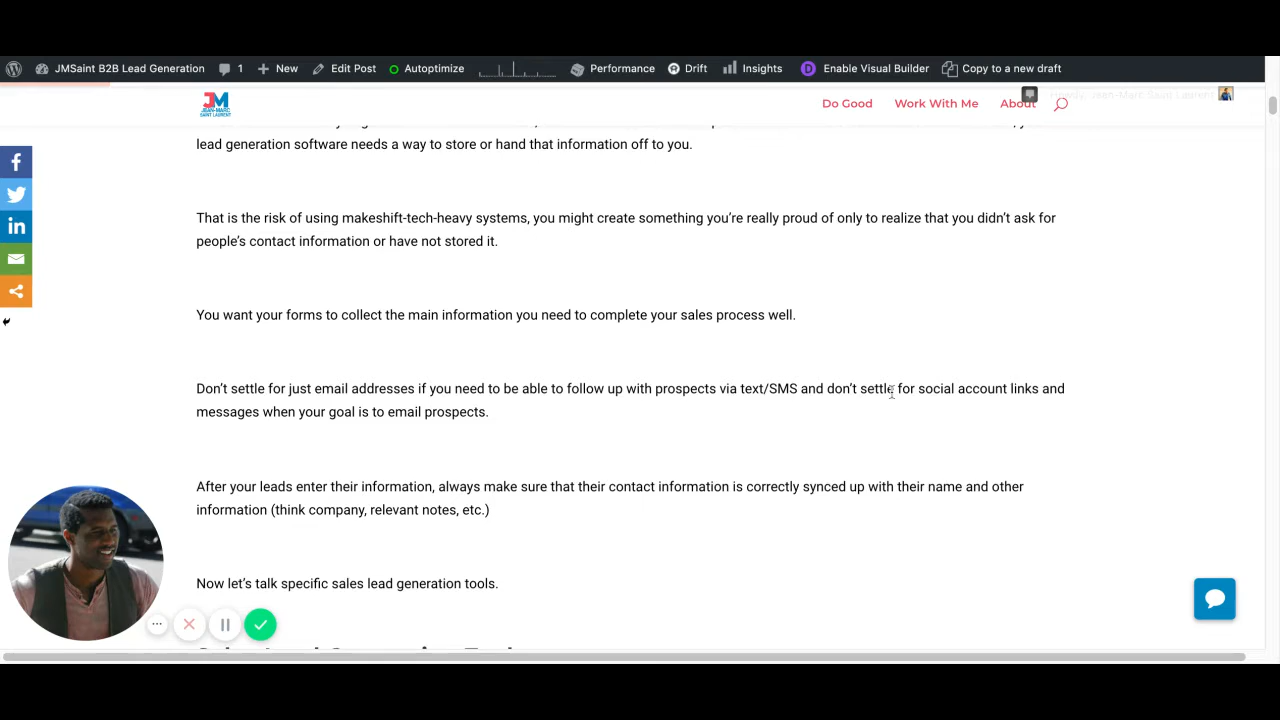 JMSaint B2B Lead Generation 1 New Edit Post Autoptimize Performance Drift Insights Enable Visual Builder Copy to a new draft
JM
JEAN-MARC
SAINT LAURENT
Do Good Work With Me About
lead generation software needs a way to store or hand that information off to you.
That is the risk of using makeshift-tech-heavy systems, you might create something you're really proud of only to realize that you didn't ask for
people's contact information or have not stored it.
You want your forms to collect the main information you need to complete your sales process well.
Don't settle for just email addresses if you need to be able to follow up with prospects via text/SMS and don't settle for social account links and
messages when your goal is to email prospects.
After your leads enter their information, always make sure that their contact information is correctly synced up with their name and other
information (think company, relevant notes, etc.)
Now let's talk specific sales lead generation tools.